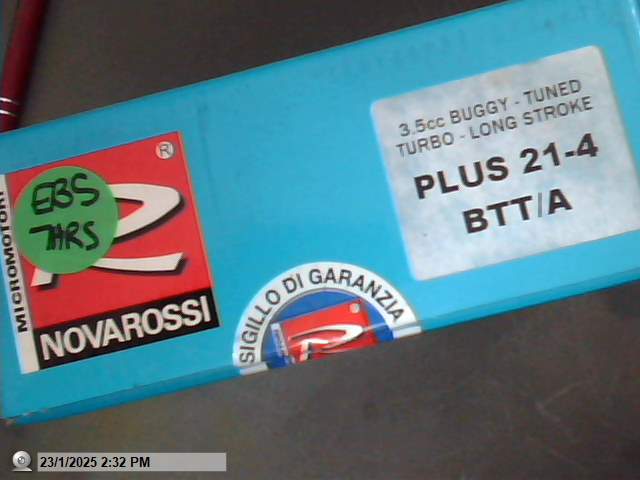 MICROMOTORI
EBS
7ARS
R
®
NOVAROSSI
SIGILLO DI GARANZIA
R
3.5cc BUGGY - TUNED
TURBO - LONG STROKE
PLUS 21-4
BTT/A
23/1/2025 2:32 PM